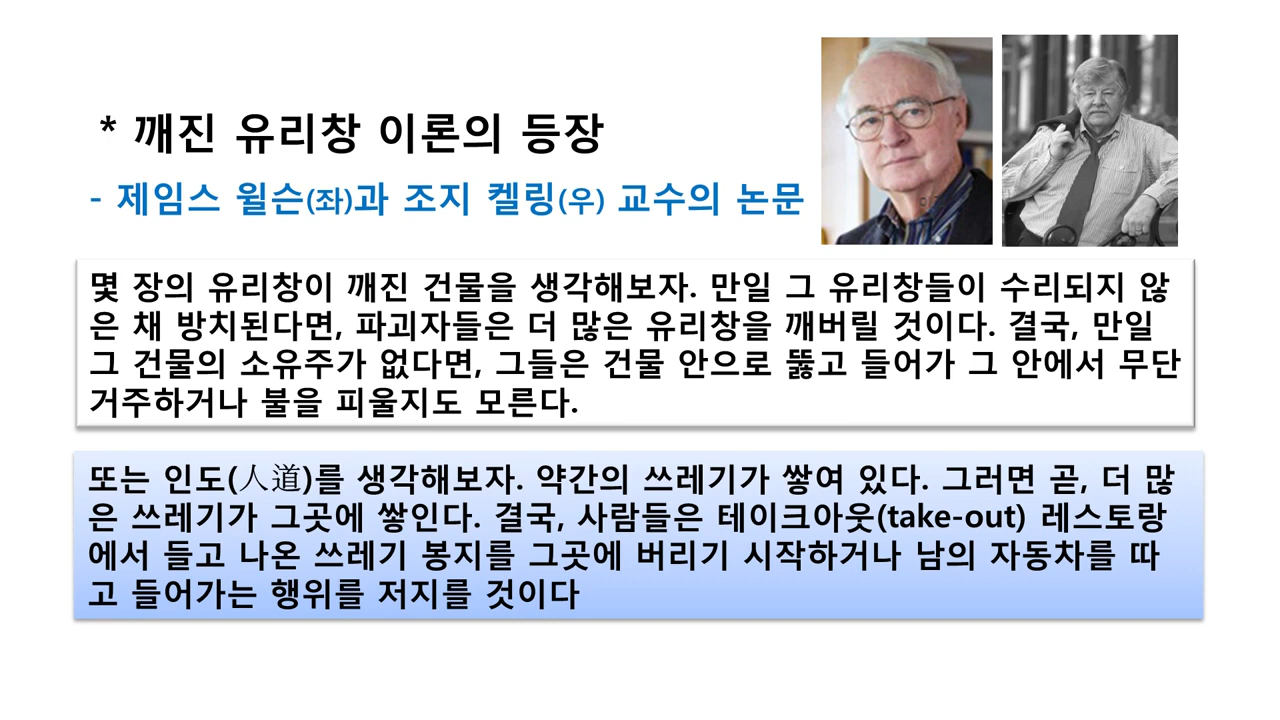 * 깨진 유리창 이론의 등장
- 제임스 윌슨(좌)과 조지 켈링(우) 교수의 논문
몇 장의 유리창이 깨진 건물을 생각해보자. 만일 그 유리창들이 수리되지 않
은 채 방치된다면, 파괴자들은 더 많은 유리창을 깨버릴 것이다. 결국, 만일
그 건물의 소유주가 없다면, 그들은 건물 안으로 뚫고 들어가 그 안에서 무단
거주하거나 불을 피울지도 모른다.
또는 인도(人道)를 생각해보자. 약간의 쓰레기가 쌓여 있다. 그러면 곧, 더 많
은 쓰레기가 그곳에 쌓인다. 결국, 사람들은 테이크아웃(take-out) 레스토랑
에서 들고 나온 쓰레기 봉지를 그곳에 버리기 시작하거나 남의 자동차를 따
고 들어가는 행위를 저지를 것이다